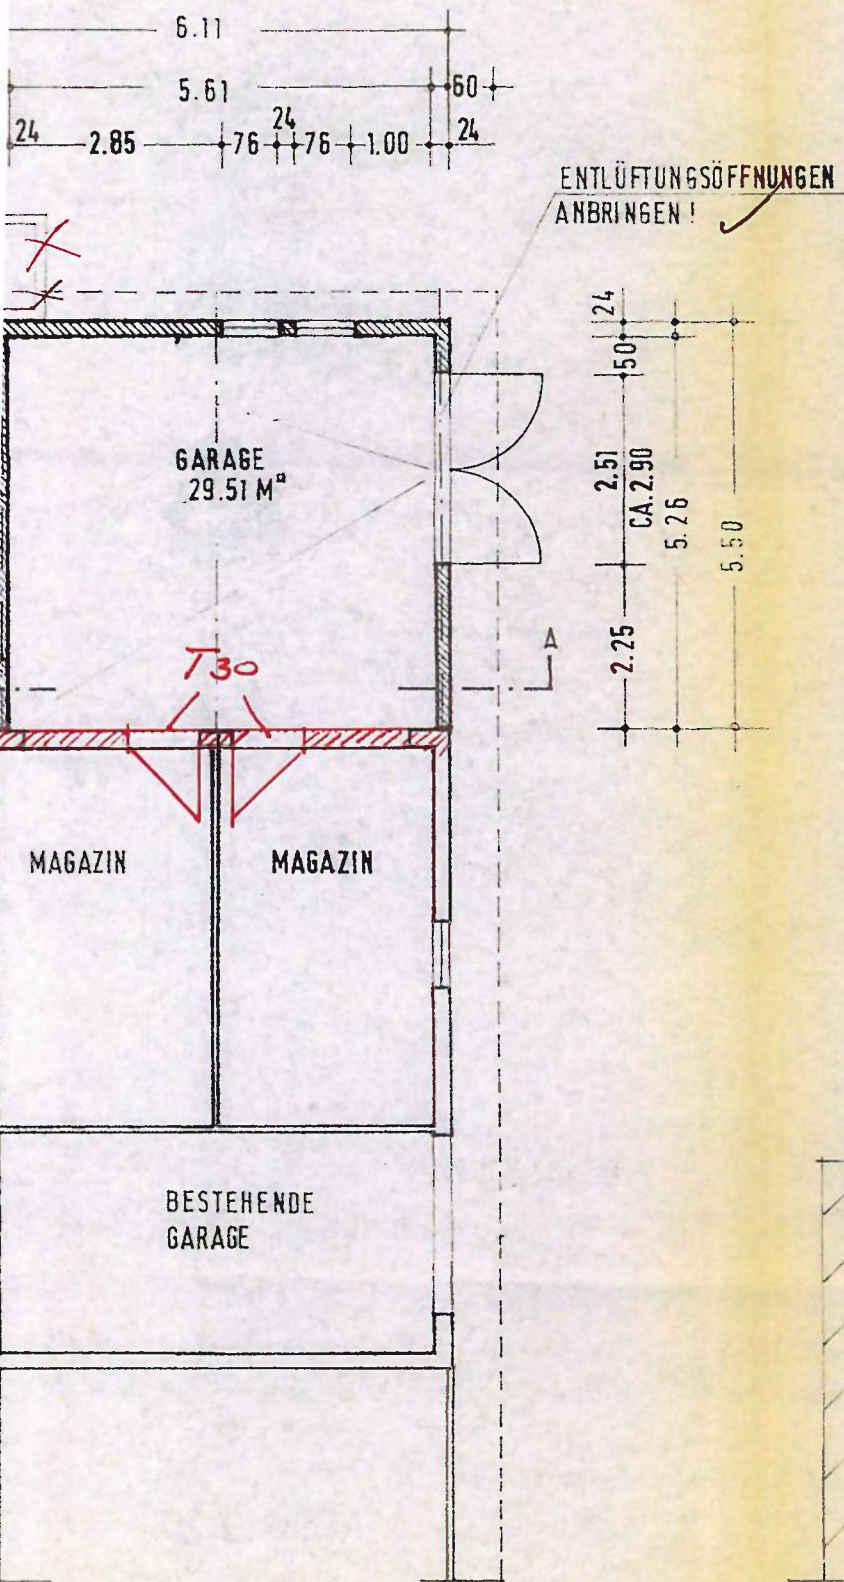 6.11
5.61
60
24
2.85
76
24
76
1.00
24
ENTLÜFTUNGSÖFFNUNGEN
ANBRINGEN !
24
50
2.51
CA. 2.90
5.26
5.50
2.25
GARAGE
29.51 M²
T30
A
MAGAZIN
MAGAZIN
BESTEHENDE
GARAGE